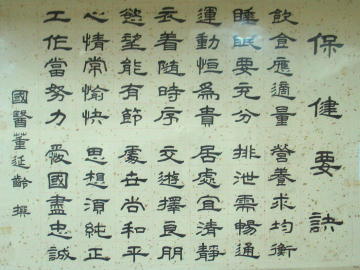 保健要訣
飲食應適量 營養求均衡
睡眠要充分 排泄需暢通
運動恒為貴 居處宜清靜
衣着隨時序 交遊擇良朋
慾望能有節 處世尚和平
心情常愉快 思想須純正
工作當努力 愛國盡忠誠
國醫董延齡 撰